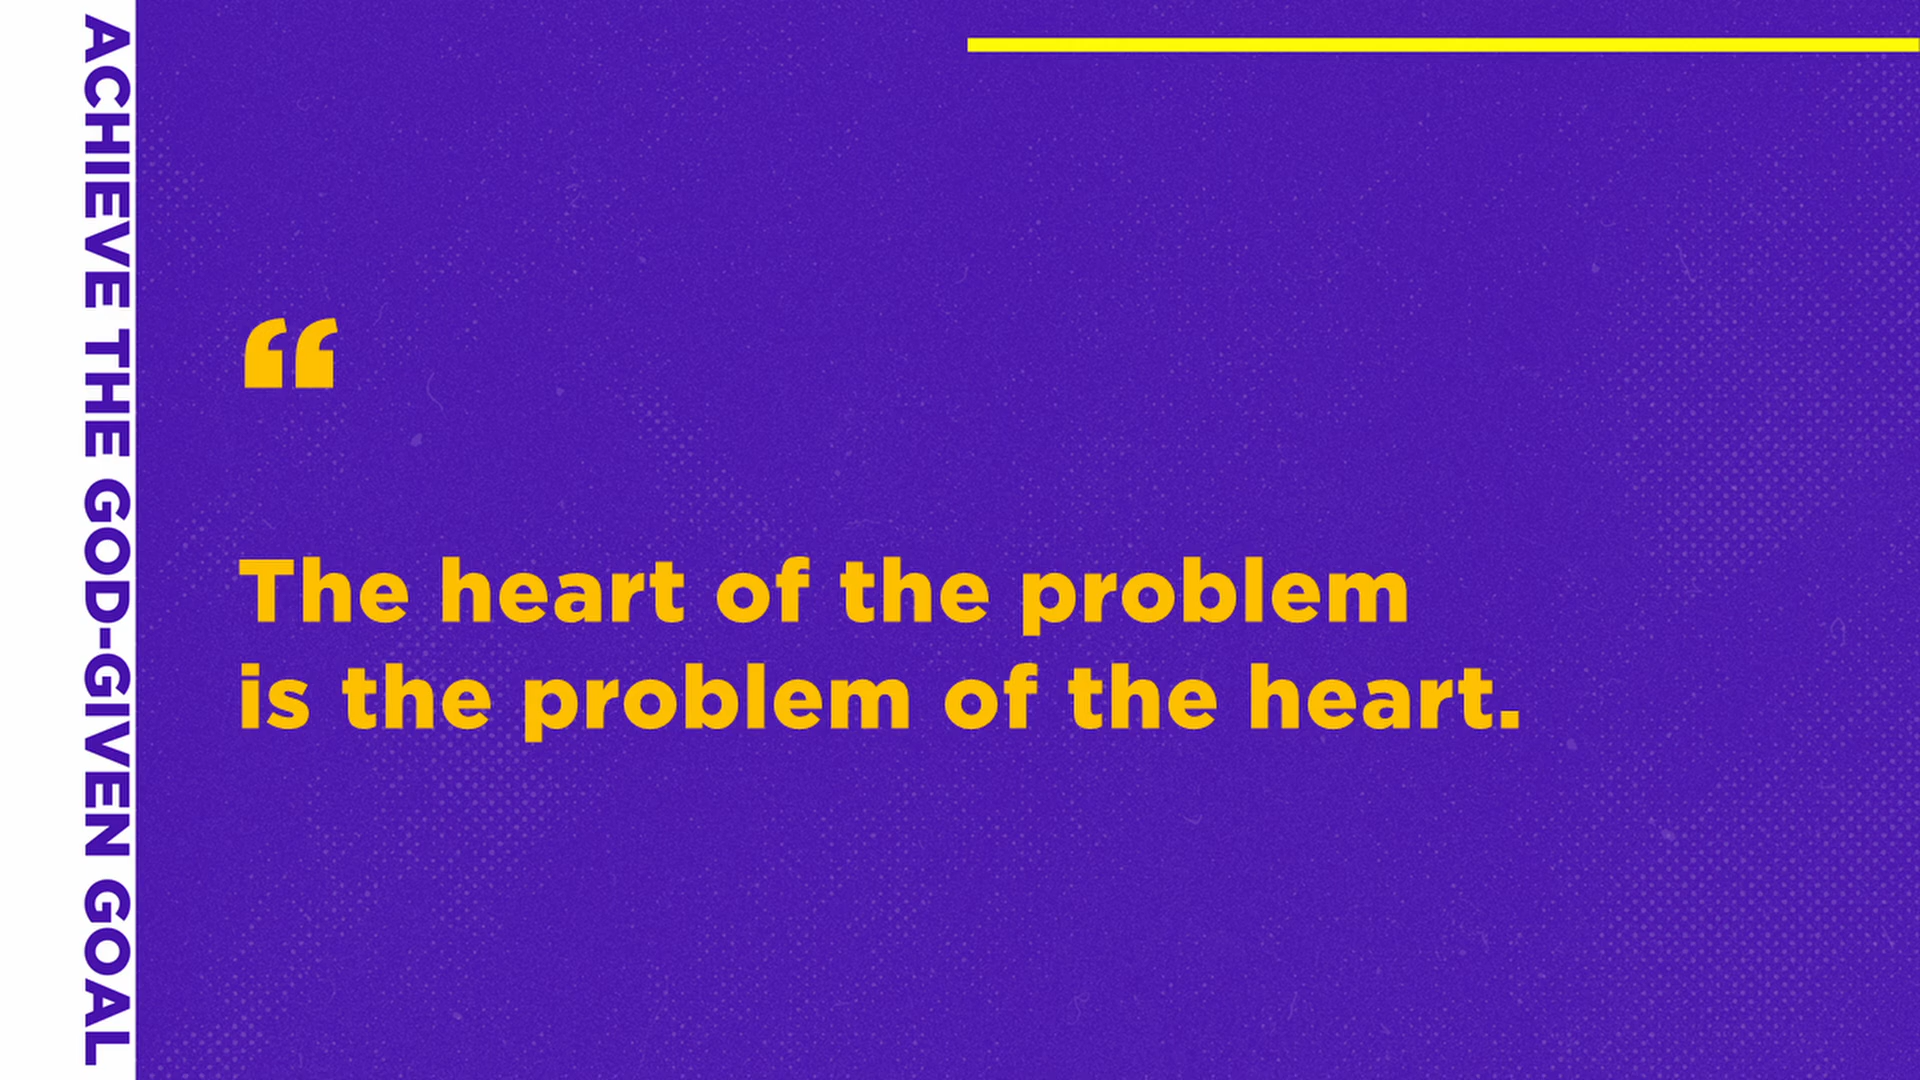 ACHIEVE THE GOD-GIVEN GOAL
“
The heart of the problem
is the problem of the heart.